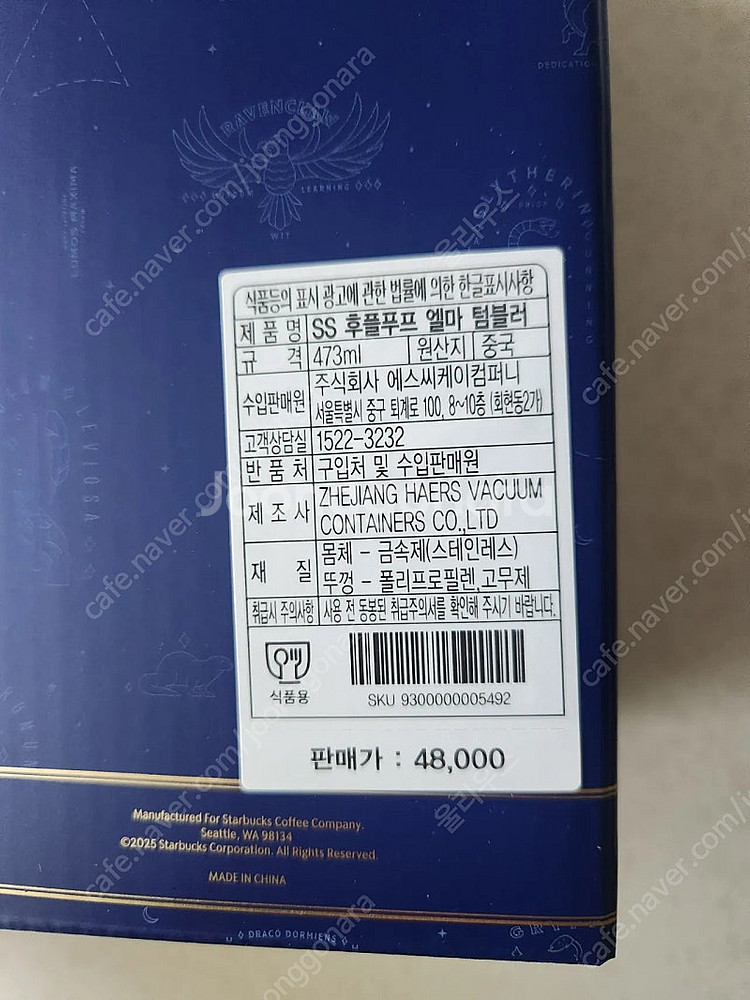 DEDICATIO
RAVENCLAW
LEARNING
WIT
LUMOS MAXIMA
식품등의 표시 광고에 관한 법률에 의한 한글표시사항
제품명 SS 후플푸프 엘마 텀블러
규격 473ml 원산지 중국
수입판매원 주식회사 에스씨케이컴퍼니
서울특별시 중구 퇴계로 100, 8~10층 (회현동2가)
고객상담실 1522-3232
반품처 구입처 및 수입판매원
제조사 ZHEJIANG HAERS VACUUM
CONTAINERS CO.,LTD
재질 몸체 - 금속제(스테인레스)
뚜껑 - 폴리프로필렌,고무제
취급시 주의사항 사용 전 동봉된 취급주의서를 확인해 주시기 바랍니다.
식품용
SKU 9300000005492
판매가 : 48,000
Manufactured For Starbucks Coffee Company.
Seattle, WA 98134
©2025 Starbucks Corporation. All Rights Reserved.
MADE IN CHINA
DRACO DORMIENS
cafe.naver.com/joonggonara